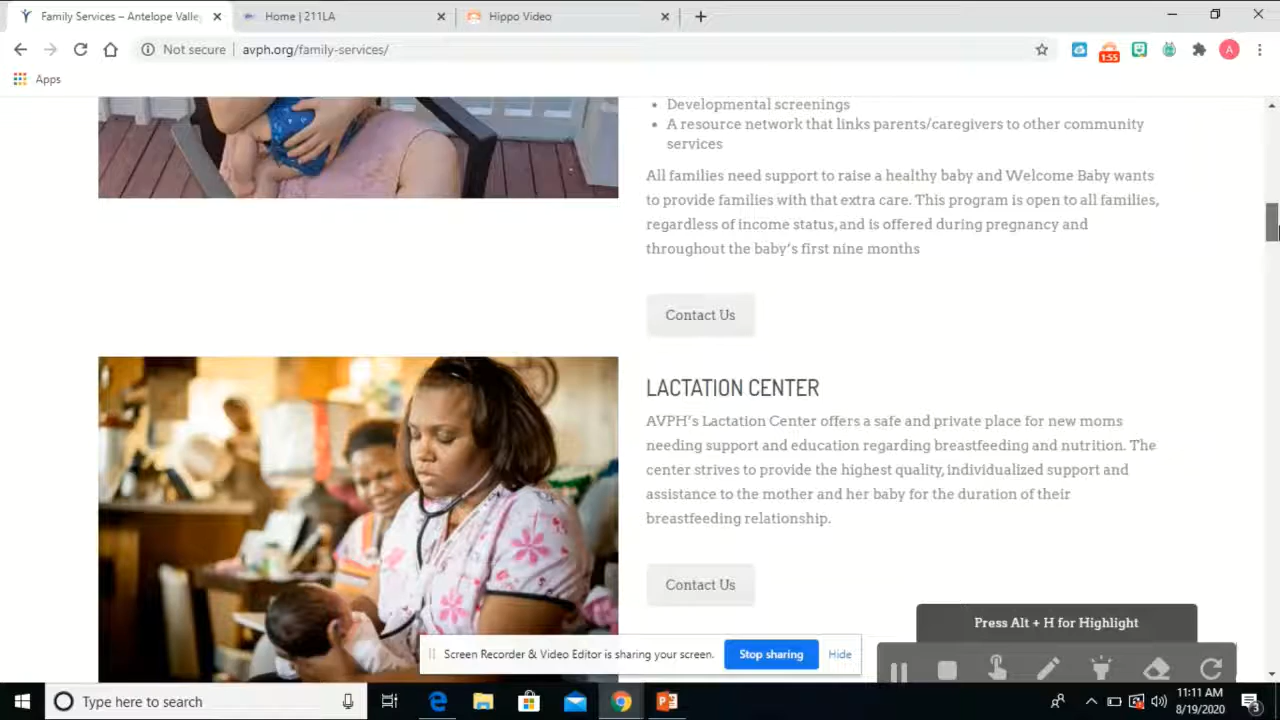 Family Services – Antelope Valle
Home | 211LA
Hippo Video
Not secure
avph.org/family-services/
1:55
A
Apps
• Developmental screenings
• A resource network that links parents/caregivers to other community
services
All families need support to raise a healthy baby and Welcome Baby wants
to provide families with that extra care. This program is open to all families,
regardless of income status, and is offered during pregnancy and
throughout the baby's first nine months
Contact Us
LACTATION CENTER
AVPH's Lactation Center offers a safe and private place for new moms
needing support and education regarding breastfeeding and nutrition. The
center strives to provide the highest quality, individualized support and
assistance to the mother and her baby for the duration of their
breastfeeding relationship.
Contact Us
Press Alt + H for Highlight
Screen Recorder & Video Editor is sharing your screen.
Stop sharing
Hide
Type here to search
11:11 AM
8/19/2020
3